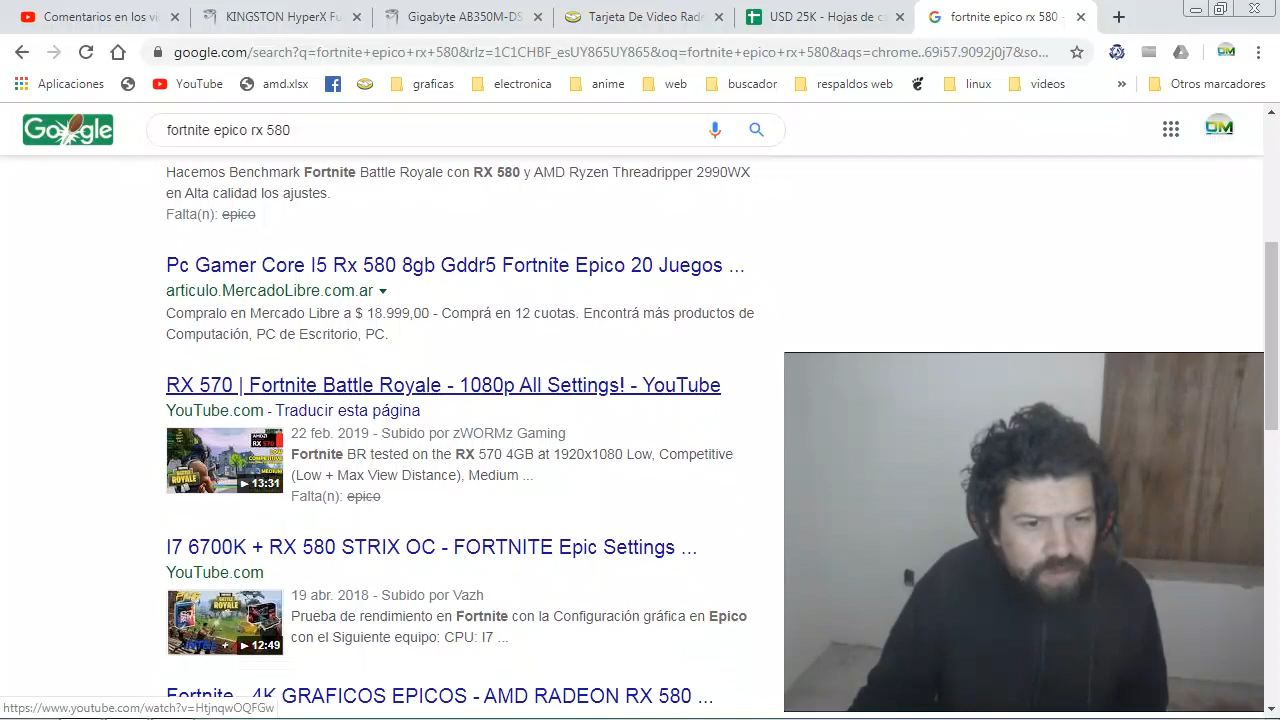 Comentarios en los vi
KINGSTON HyperX Fu
Gigabyte AB350M-DS
Tarjeta De Video Rade
USD 25K - Hojas de cá
fortnite epico rx 580 -
google.com/search?q=fortnite+epico+rx+580&rlz=1C1CHBF_esUY865UY865&oq=fortnite+epico+rx+580&aqs=chrome..69i57.9092j0j7&so...
Aplicaciones
YouTube
amd.xlsx
graficas
electronica
anime
web
buscador
respaldos web
linux
videos
»
Otros marcadores
Google
fortnite epico rx 580
DM
Hacemos Benchmark Fortnite Battle Royale con RX 580 y AMD Ryzen Threadripper 2990WX
en Alta calidad los ajustes.
Falta(n): epico
Pc Gamer Core I5 Rx 580 8gb Gddr5 Fortnite Epico 20 Juegos ...
articulo.MercadoLibre.com.ar
Compralo en Mercado Libre a $ 18.999,00 - Comprá en 12 cuotas. Encontrá más productos de
Computación, PC de Escritorio, PC.
RX 570 | Fortnite Battle Royale - 1080p All Settings! - YouTube
YouTube.com - Traducir esta página
22 feb. 2019 - Subido por zWORMz Gaming
Fortnite BR tested on the RX 570 4GB at 1920x1080 Low, Competitive
(Low + Max View Distance), Medium ...
Falta(n): epico
RX 570
13:31
I7 6700K + RX 580 STRIX OC - FORTNITE Epic Settings ...
YouTube.com
19 abr. 2018 - Subido por Vazh
Prueba de rendimiento en Fortnite con la Configuración gráfica en Epico
con el Siguiente equipo: CPU: I7 ...
12:49
Fortnite - 4K GRAFICOS EPICOS - AMD RADEON RX 580 ...
https://www.youtube.com/watch?v=HtjnqwOQFGw